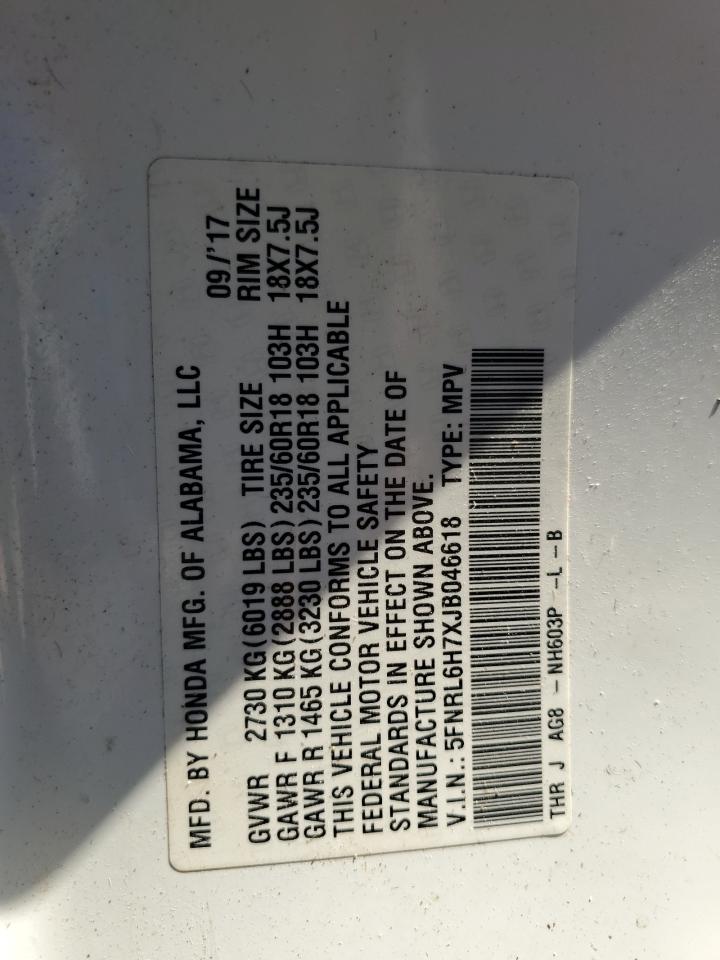 MFD. BY HONDA MFG. OF ALABAMA, LLC 09/'17
GVWR 2730 KG (6019 LBS) TIRE SIZE RIM SIZE
GAWR F 1310 KG (2888 LBS) 235/60R18 103H 18X7.5J
GAWR R 1465 KG (3230 LBS) 235/60R18 103H 18X7.5J
THIS VEHICLE CONFORMS TO ALL APPLICABLE
FEDERAL MOTOR VEHICLE SAFETY
STANDARDS IN EFFECT ON THE DATE OF
MANUFACTURE SHOWN ABOVE.
V.I.N.: 5FNRL6H7XJB046618 TYPE: MPV
THR J AG8 - NH603P -L -B